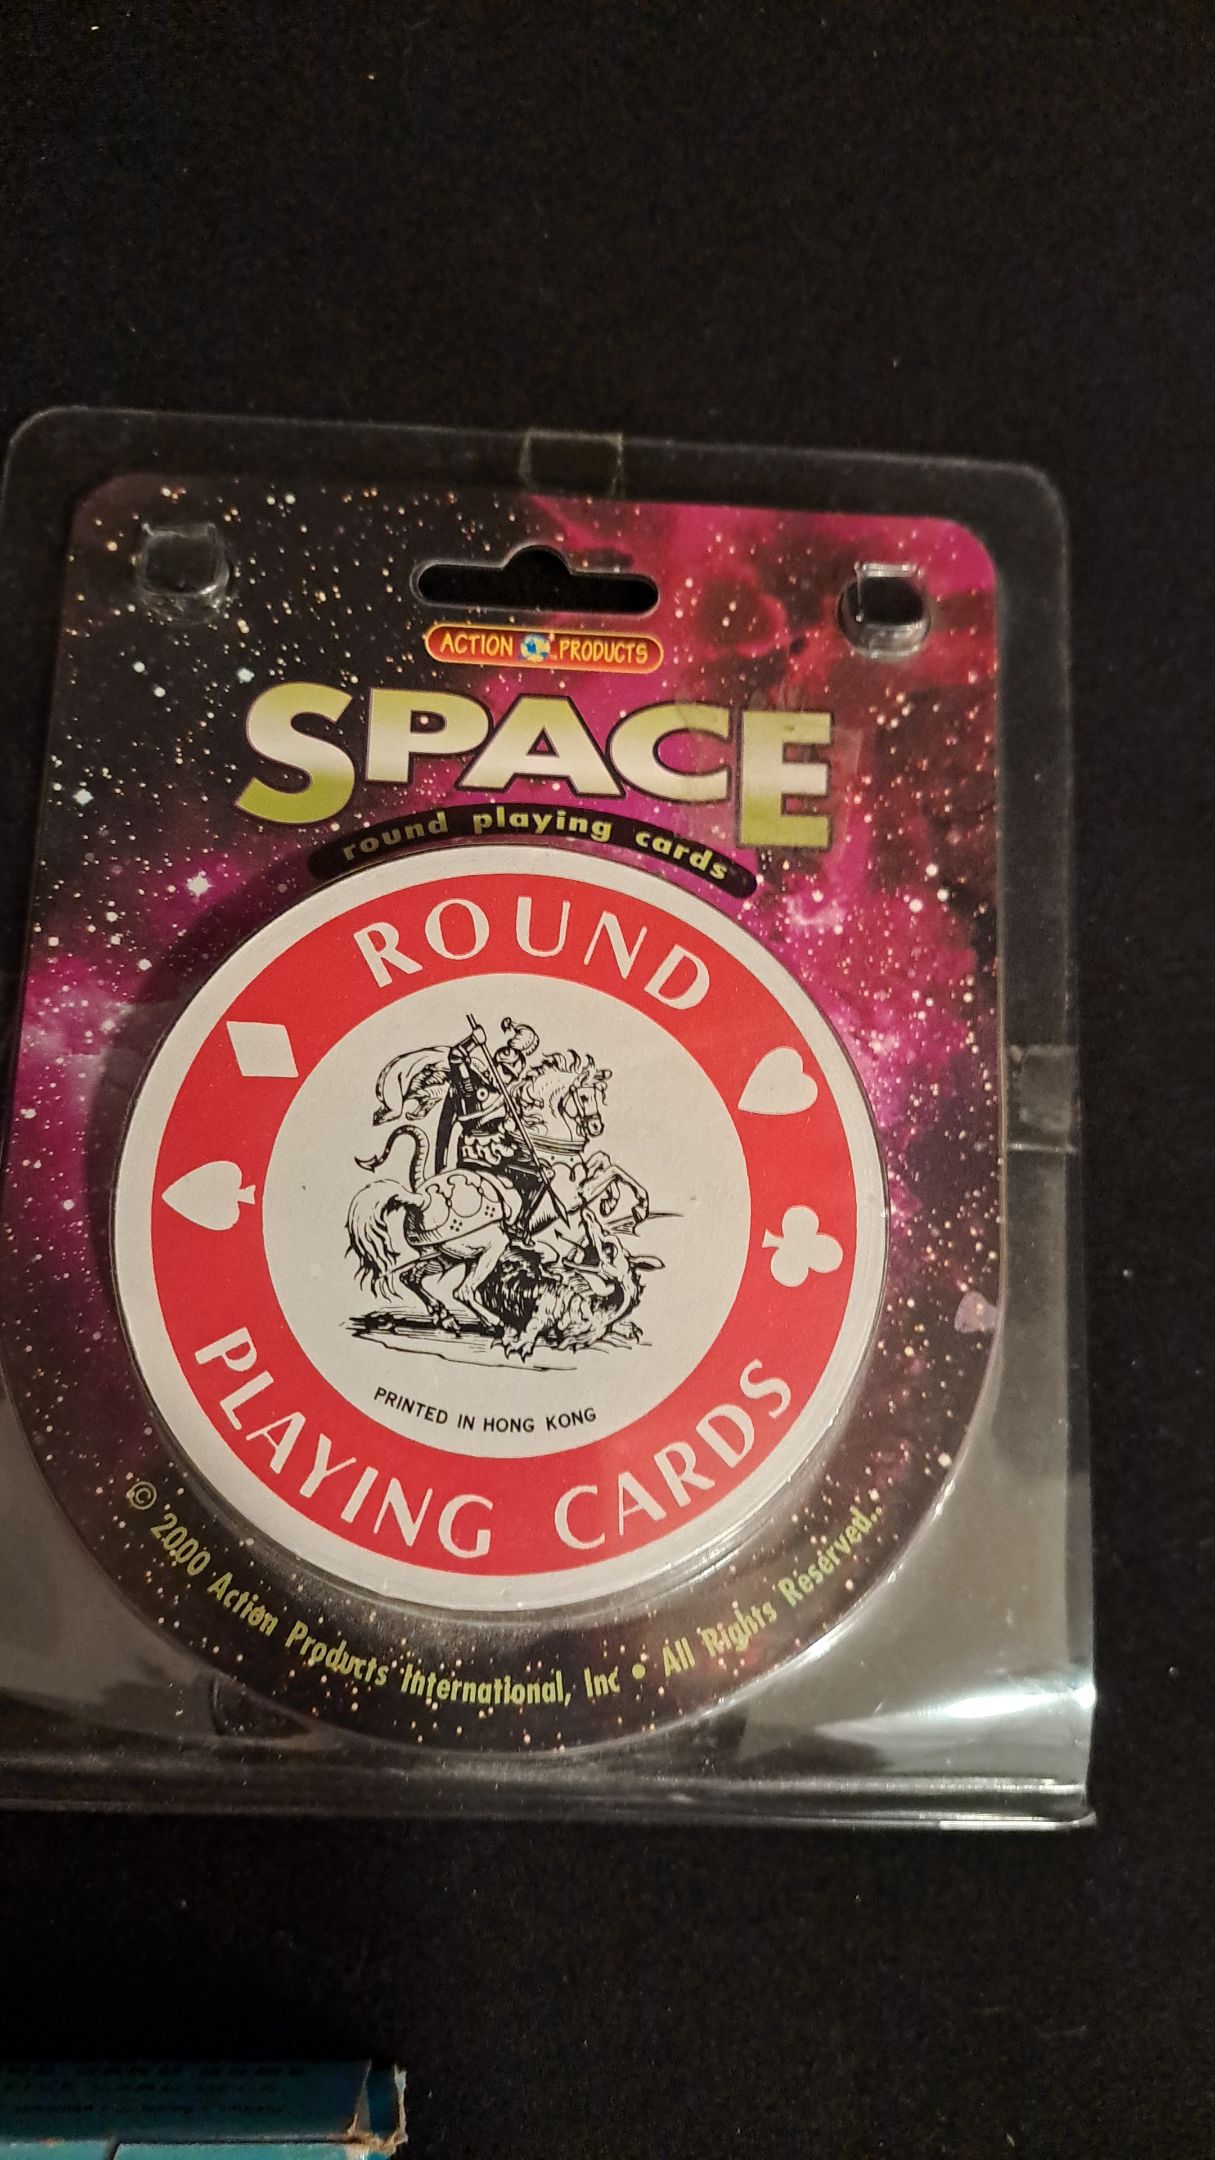 ACTION PRODUCTS
SPACE
round playing cards
ROUND
PLAYING CARDS
PRINTED IN HONG KONG
© 2000 Action Products International, Inc • All Rights Reserved..